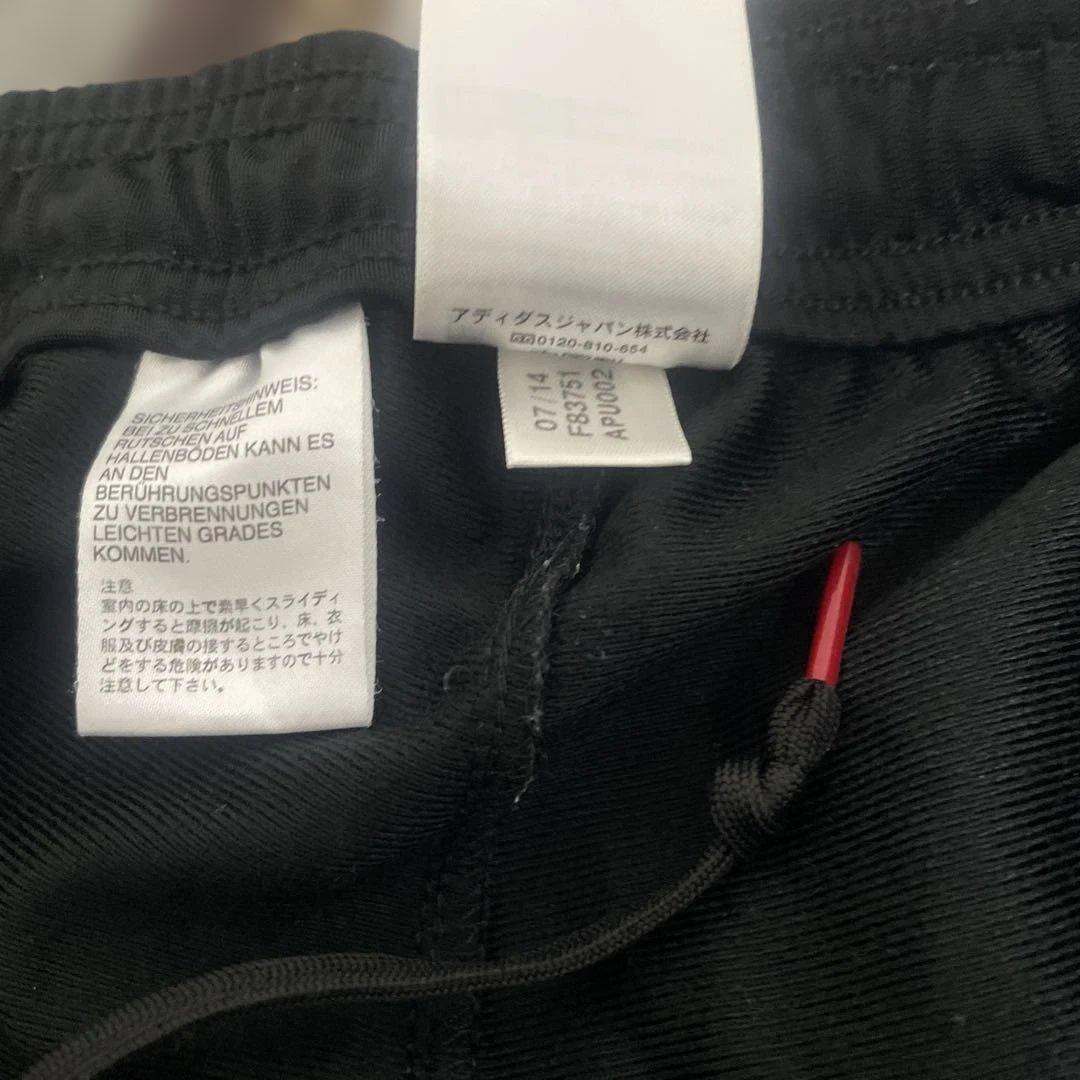 アディダスジャパン株式会社
0120-810-654
07/14
F83751
APU002
SICHERHEITSHINWEIS:
BEI ZU SCHNELLEM
RUTSCHEN AUF
HALLENBÖDEN KANN ES
AN DEN
BERÜHRUNGSPUNKTEN
ZU VERBRENNUNGEN
LEICHTEN GRADES
KOMMEN.
注意
室内の床の上で素早くスライディ
ングすると摩擦が起こり、床、衣
服及び皮膚の接するところでやけ
どをする危険がありますので十分
注意して下さい。